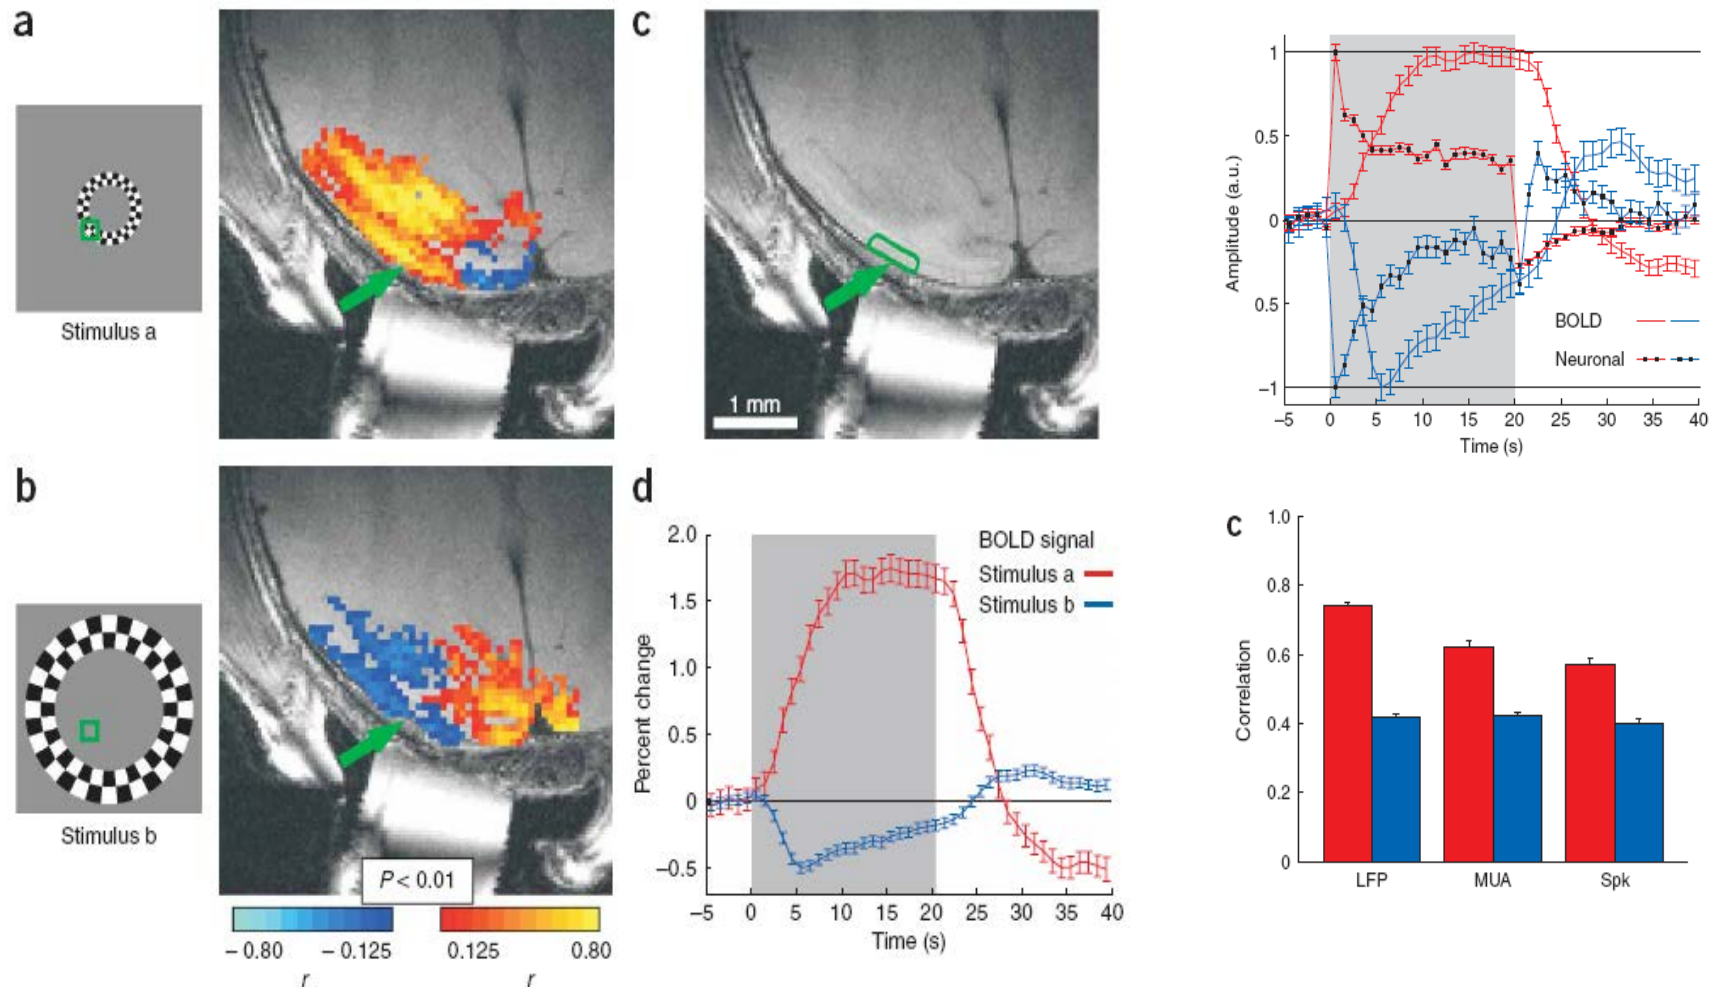 a
Stimulus a
c
1 mm
b
Stimulus b
P < 0.01
– 0.80
– 0.125
r
0.125
0.80
r
d
Percent change
2.0
1.5
1.0
0.5
0
–0.5
BOLD signal
Stimulus a
Stimulus b
–5 0 5 10 15 20 25 30 35 40
Time (s)
Amplitude (a.u.)
1
0.5
0
0.5
–1
BOLD
Neuronal
–5 0 5 10 15 20 25 30 35 40
Time (s)
c
Correlation
1.0
0.8
0.6
0.4
0.2
0
LFP MUA Spk